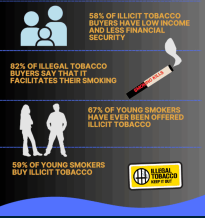 58% OF ILLICIT TOBACCO
BUYERS HAVE LOW INCOME
AND LESS FINANCIAL
SECURITY
82% OF ILLEGAL TOBACCO
BUYERS SAY THAT IT
FACILITATES THEIR SMOKING
SMOKING KILLS
67% OF YOUNG SMOKERS
HAVE EVER BEEN OFFERED
ILLICIT TOBACCO
59% OF YOUNG SMOKERS
BUY ILLICIT TOBACCO
ILLEGAL
TOBACCO
KEEP IT OUT